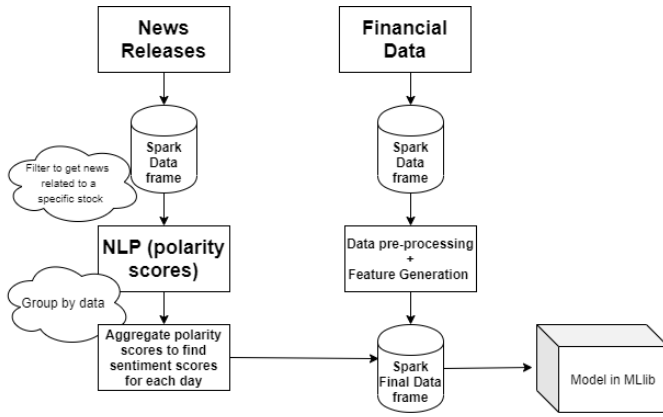 News
Releases
Financial
Data
Spark
Data
frame
Spark
Data
frame
Filter to get news
related to a
specific stock
NLP (polarity
scores)
Data pre-processing
+
Feature Generation
Group by data
Aggregate polarity
scores to find
sentiment scores
for each day
Spark
Final Data
frame
Model in MLlib